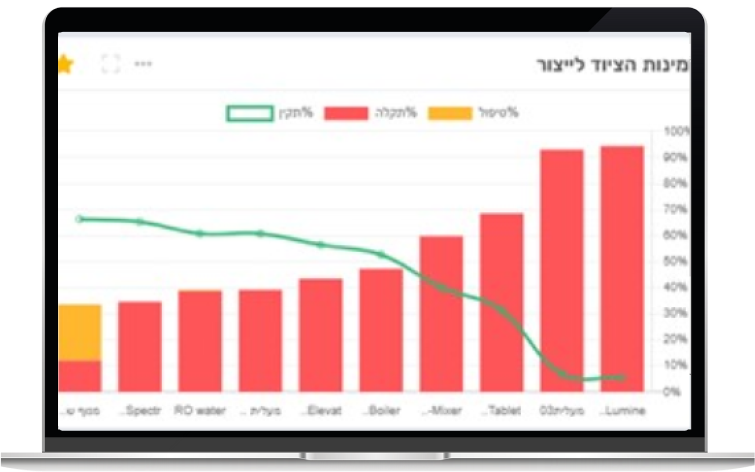 מינות הציוד לייצור
%טיפול %תקלה %תקין
100%
90%
80%
70%
60%
50%
40%
30%
20%
10%
0%
Lumine..
מעלית03
Tablet..
Mixer-..
Boiler..
Elevat..
מעלית ..
RO water
Spectr..
מסף ש..